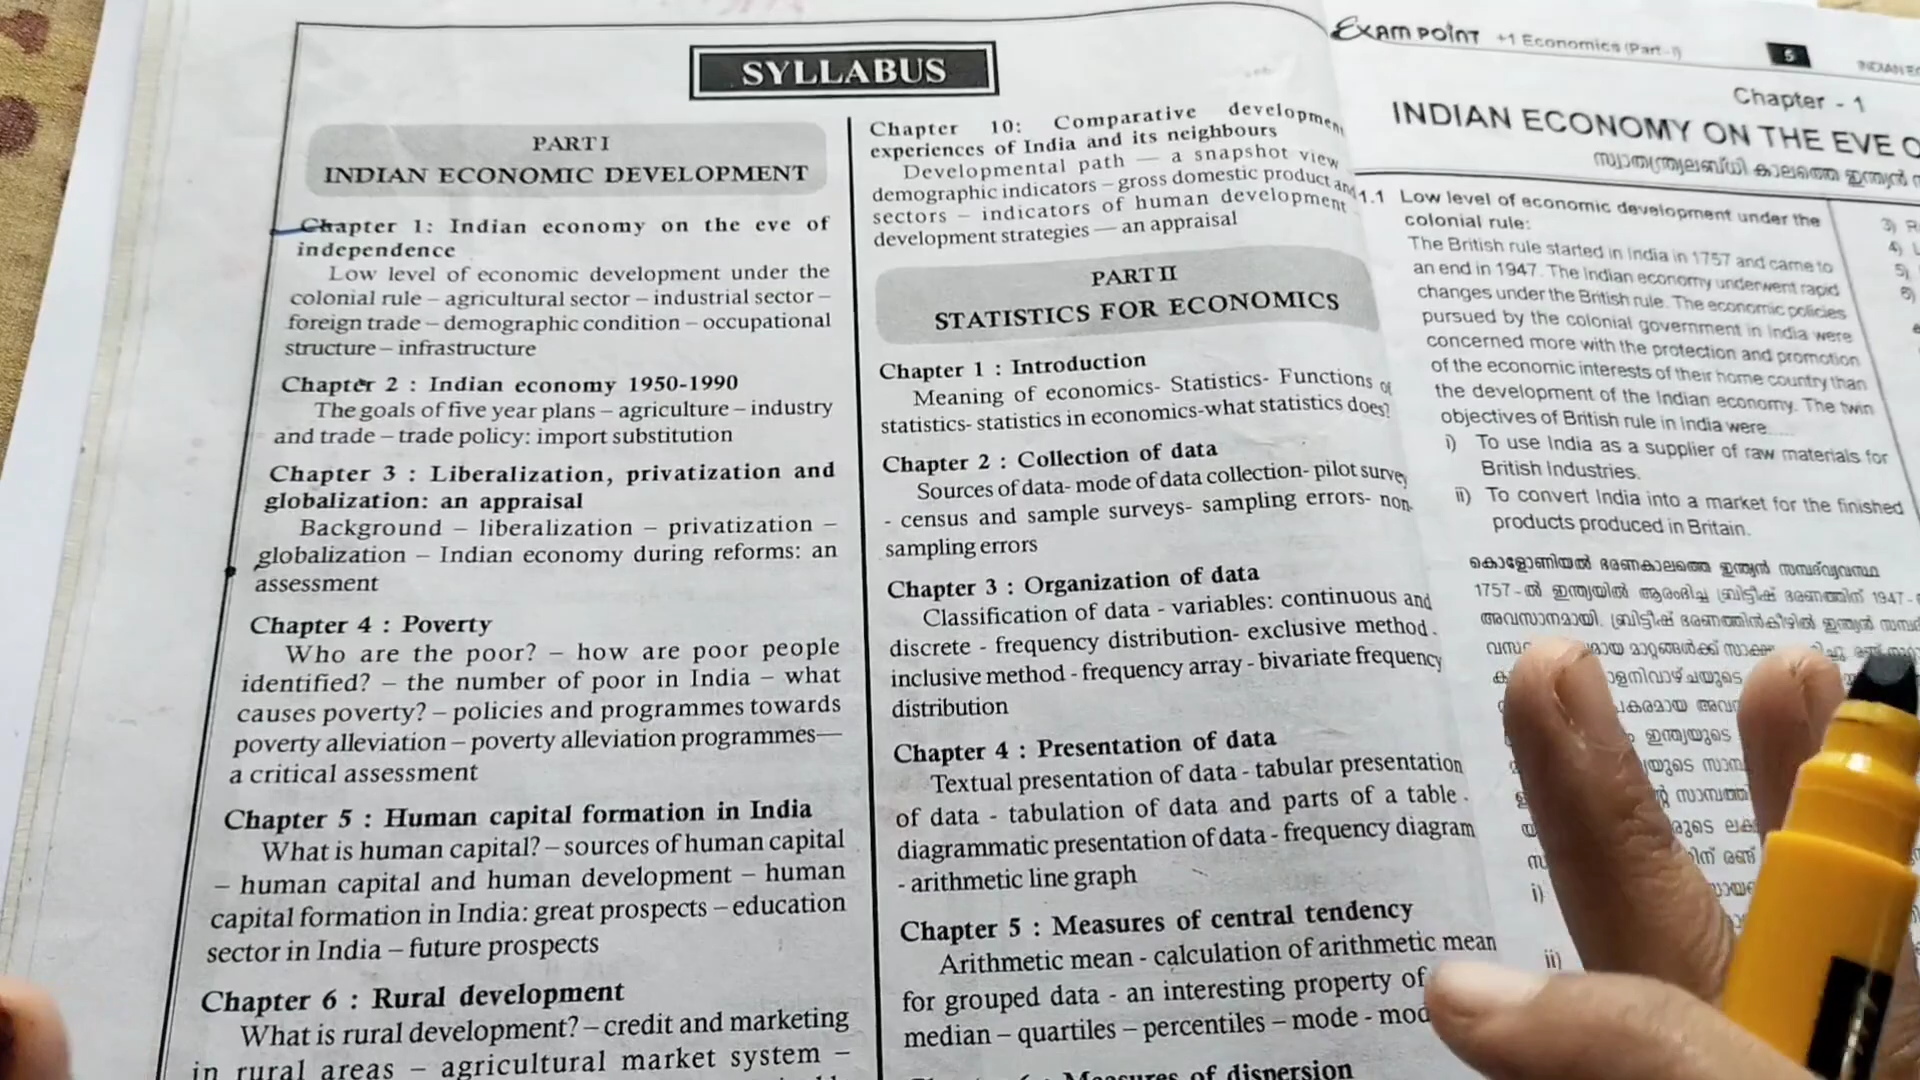 SYLLABUS
PART I
INDIAN ECONOMIC DEVELOPMENT
Chapter 1: Indian economy on the eve of
independence
Low level of economic development under the
colonial rule – agricultural sector – industrial sector –
foreign trade – demographic condition – occupational
structure – infrastructure
Chapter 2 : Indian economy 1950-1990
The goals of five year plans – agriculture – industry
and trade – trade policy: import substitution
Chapter 3 : Liberalization, privatization and
globalization: an appraisal
Background – liberalization – privatization –
globalization – Indian economy during reforms: an
assessment
Chapter 4 : Poverty
Who are the poor? – how are poor people
identified? – the number of poor in India – what
causes poverty? – policies and programmes towards
poverty alleviation – poverty alleviation programmes—
a critical assessment
Chapter 5 : Human capital formation in India
What is human capital? – sources of human capital
– human capital and human development – human
capital formation in India: great prospects – education
sector in India – future prospects
Chapter 6 : Rural development
What is rural development? – credit and marketing
in rural areas – agricultural market system –
Chapter 10: Comparative development
experiences of India and its neighbours
Developmental path — a snapshot view
demographic indicators – gross domestic product and
sectors – indicators of human development
development strategies — an appraisal
PART II
STATISTICS FOR ECONOMICS
Chapter 1 : Introduction
Meaning of economics- Statistics- Functions of
statistics- statistics in economics-what statistics does?
Chapter 2 : Collection of data
Sources of data- mode of data collection- pilot survey
- census and sample surveys- sampling errors- non-
sampling errors
Chapter 3 : Organization of data
Classification of data - variables: continuous and
discrete - frequency distribution- exclusive method -
inclusive method - frequency array - bivariate frequency
distribution
Chapter 4 : Presentation of data
Textual presentation of data - tabular presentation
of data - tabulation of data and parts of a table -
diagrammatic presentation of data - frequency diagram
- arithmetic line graph
Chapter 5 : Measures of central tendency
Arithmetic mean - calculation of arithmetic mean
for grouped data - an interesting property of
median – quartiles – percentiles – mode -
Measures of dispersion
EXAM POINT +1 Economics (Part-I) 5
Chapter - 1
INDIAN ECONOMY ON THE EVE
1.1 Low level of economic development under the
colonial rule:
The British rule started in India in 1757 and came to
an end in 1947. The Indian economy underwent rapid
changes under the British rule. The economic policies
pursued by the colonial government in India were
concerned more with the protection and promotion
of the economic interests of their home country than
the development of the Indian economy. The twin
objectives of British rule in India were.....
i) To use India as a supplier of raw materials for
British Industries.
ii) To convert India into a market for the finished
products produced in Britain.
കൊളോണിയൽ ഭരണകാലത്തെ ഇന്ത്യൻ സമ്പദ്‌വ്യവസ്ഥ
1757-ൽ ഇന്ത്യയിൽ ആരംഭിച്ച ബ്രിട്ടീഷ് ഭരണത്തിന് 1947-
അവസാനമായി. ബ്രിട്ടീഷ് ഭരണത്തിൻകീഴിൽ ഇന്ത്യൻ
i)
ii)